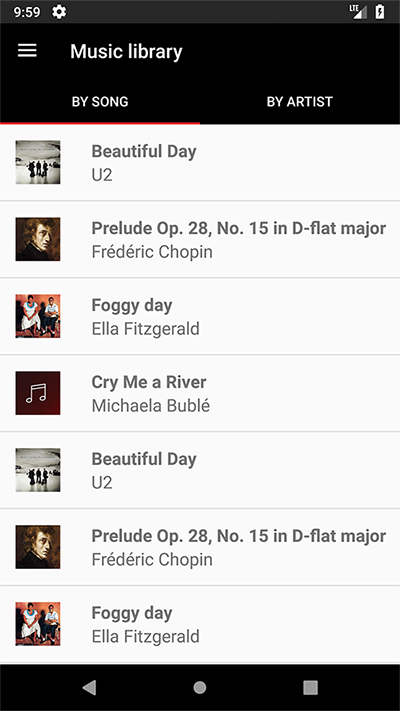 9:59
LTE
Music library
BY SONG
BY ARTIST
Beautiful Day
U2
Prelude Op. 28, No. 15 in D-flat major
Frédéric Chopin
Foggy day
Ella Fitzgerald
Cry Me a River
Michaela Bublé
Beautiful Day
U2
Prelude Op. 28, No. 15 in D-flat major
Frédéric Chopin
Foggy day
Ella Fitzgerald